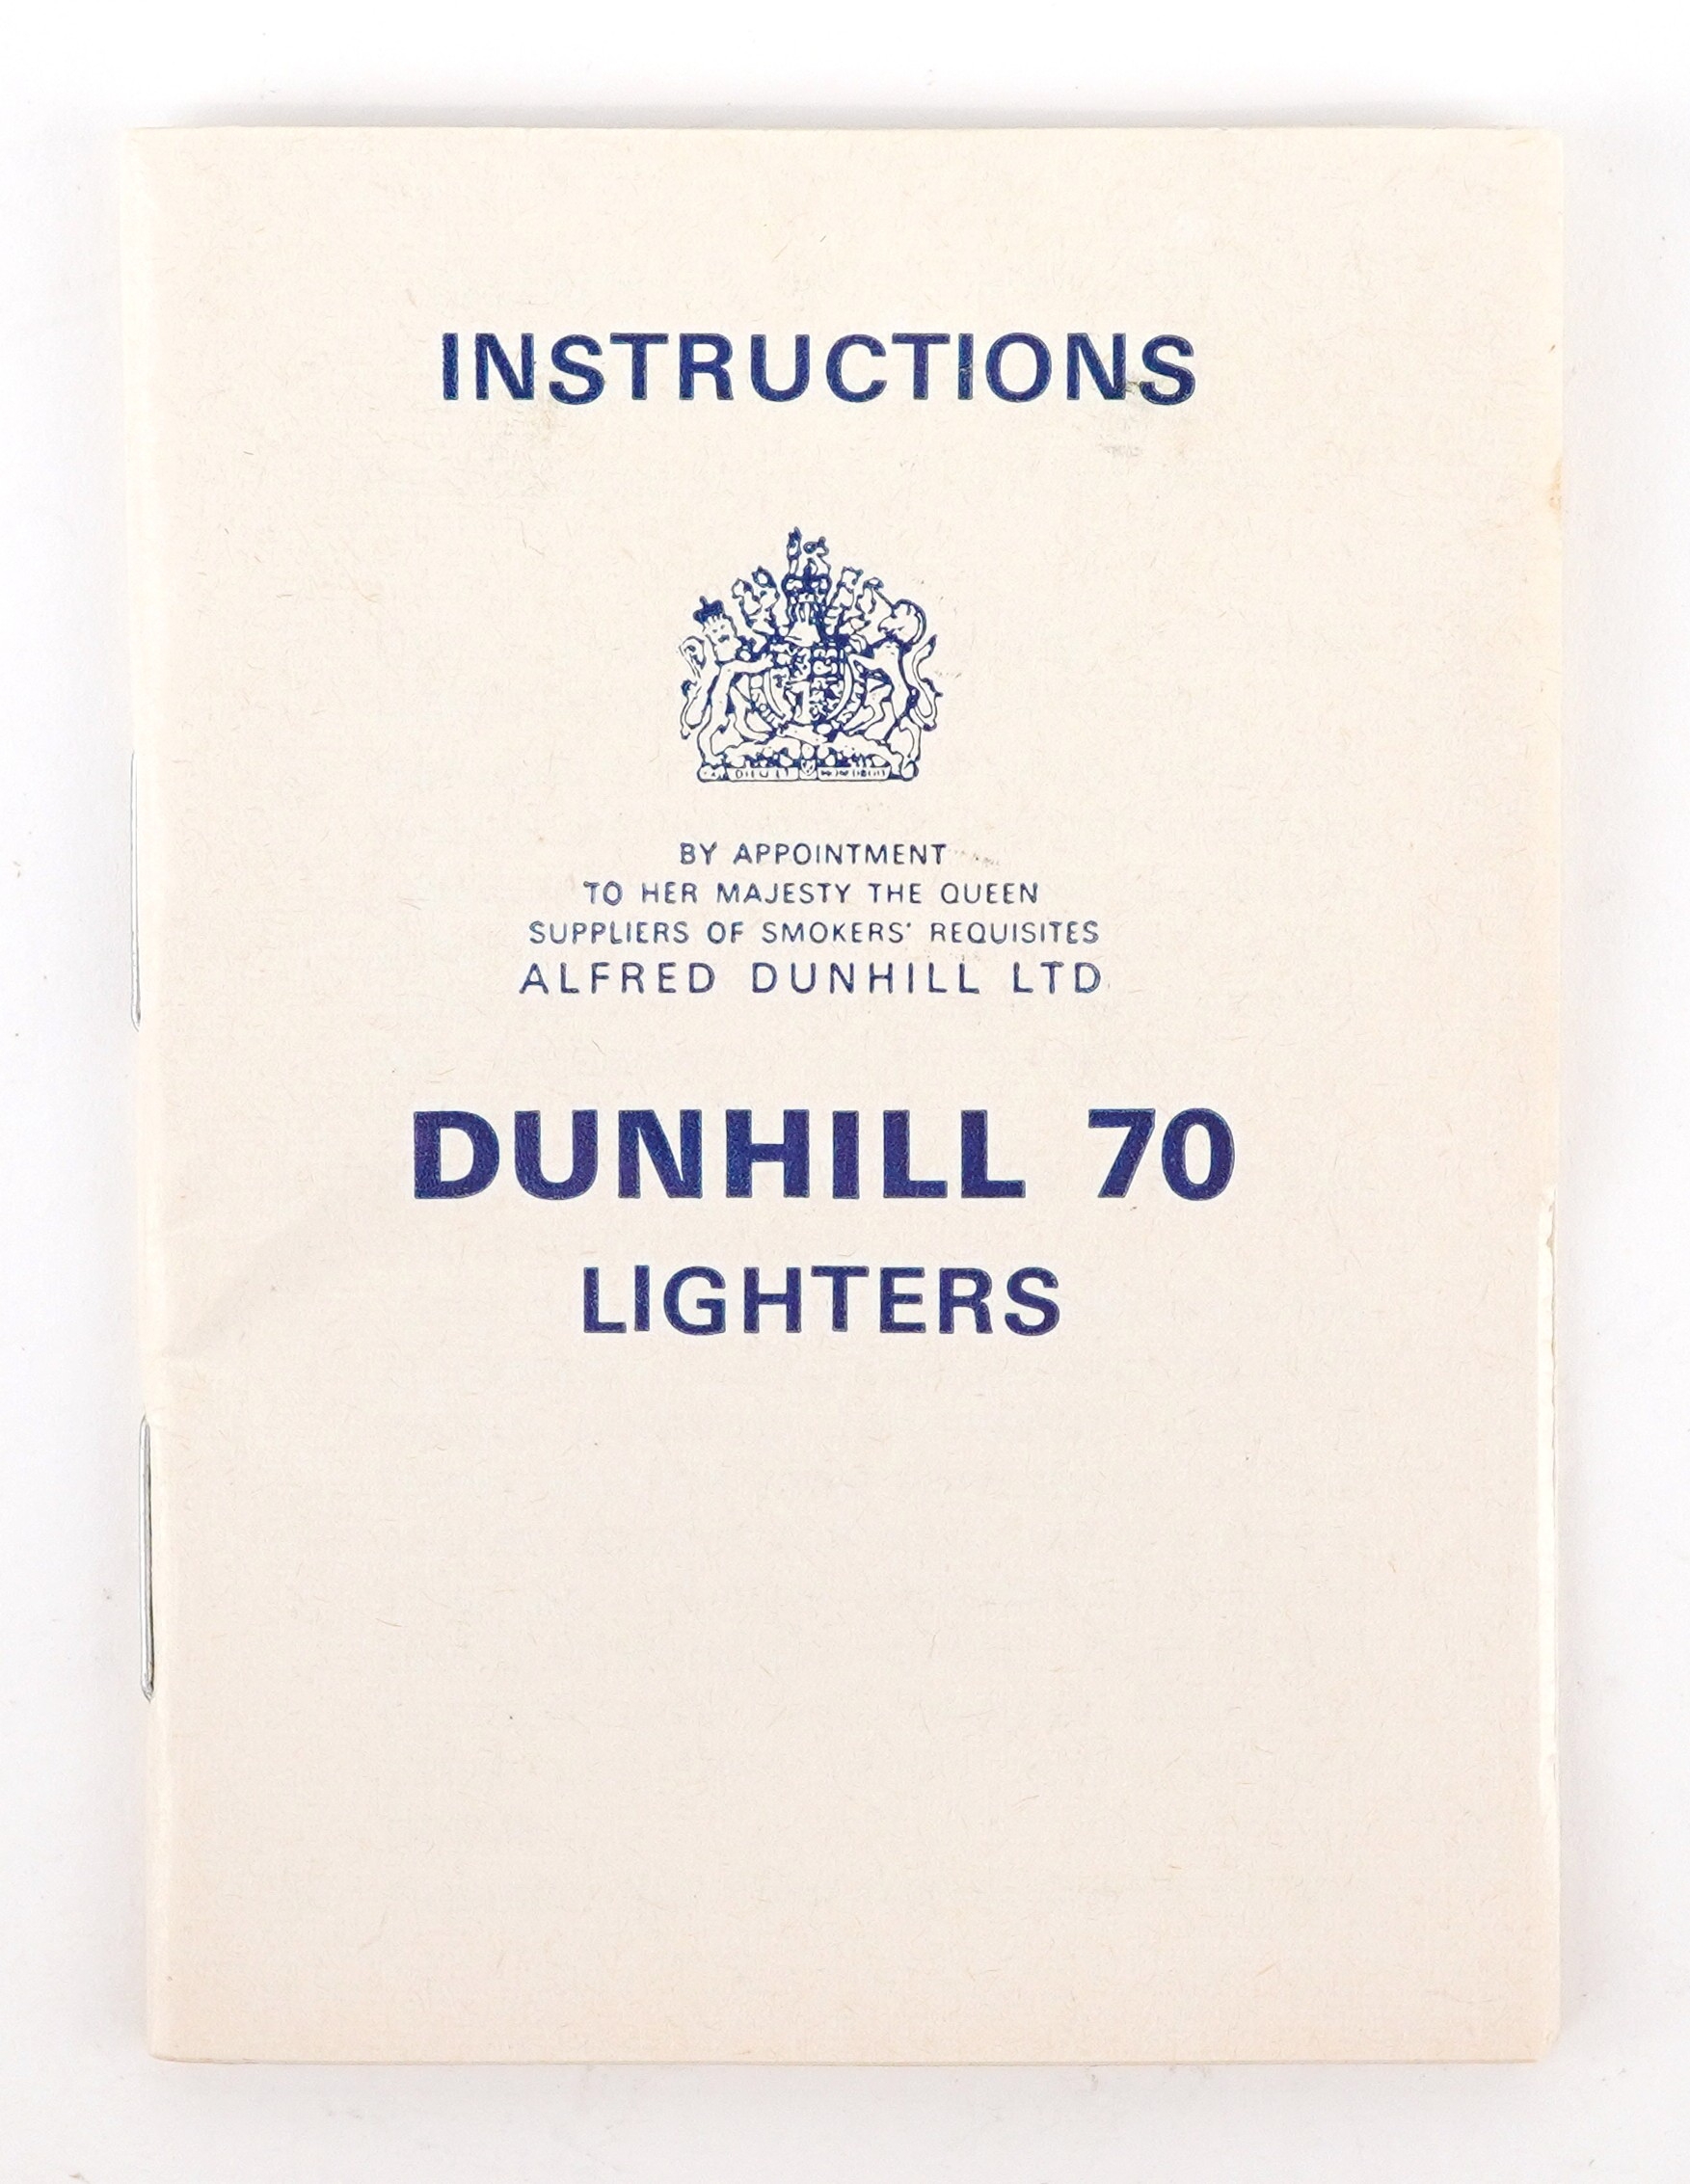 INSTRUCTIONS
BY APPOINTMENT
TO HER MAJESTY THE QUEEN
SUPPLIERS OF SMOKERS' REQUISITES
ALFRED DUNHILL LTD
DUNHILL 70
LIGHTERS